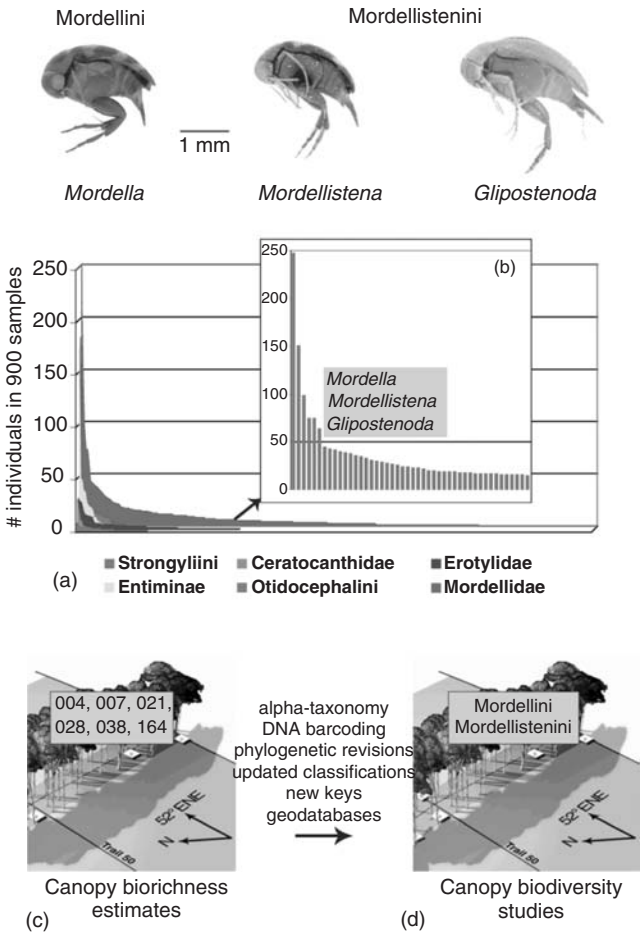 Mordellini
Mordellistenini
1 mm
Mordella
Mordellistena
Glipostenoda
# individuals in 900 samples
250
200
150
100
50
0
(b)
250
200
150
100
50
0
Mordella
Mordellistena
Glipostenoda
(a)
Strongyliini Ceratocanthidae Erotylidae
Entiminae Otidocephalini Mordellidae
004, 007, 021,
028, 038, 164
52° ENE
N
Trail 50
Canopy biorichness
estimates
(c)
alpha-taxonomy
DNA barcoding
phylogenetic revisions
updated classifications
new keys
geodatabases
Mordellini
Mordellistenini
52° ENE
N
Trail 50
Canopy biodiversity
studies
(d)